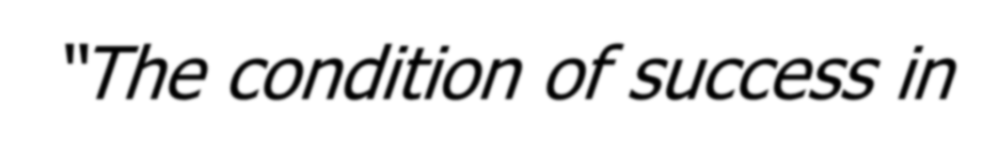 “The condition of success in